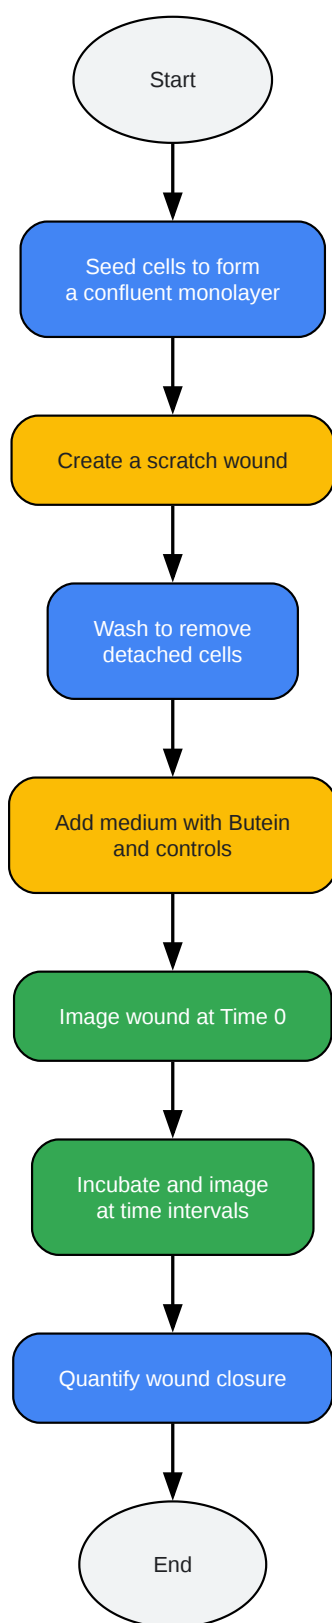 Start
Seed cells to form
a confluent monolayer
Create a scratch wound
Wash to remove
detached cells
Add medium with Butein
and controls
Image wound at Time 0
Incubate and image
at time intervals
Quantify wound closure
End